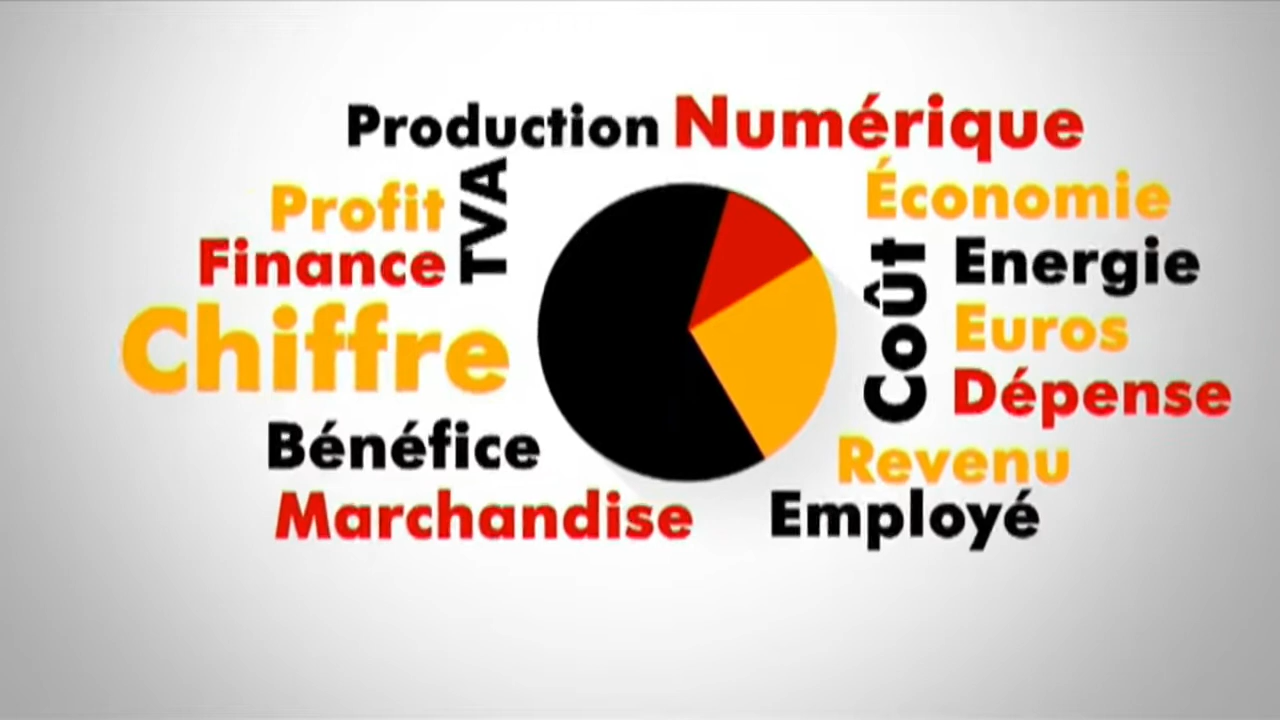 Production Numérique
Profit
TVA
Économie
Finance
Coût
Energie
Chiffre
Euros
Dépense
Bénéfice
Revenu
Marchandise
Employé